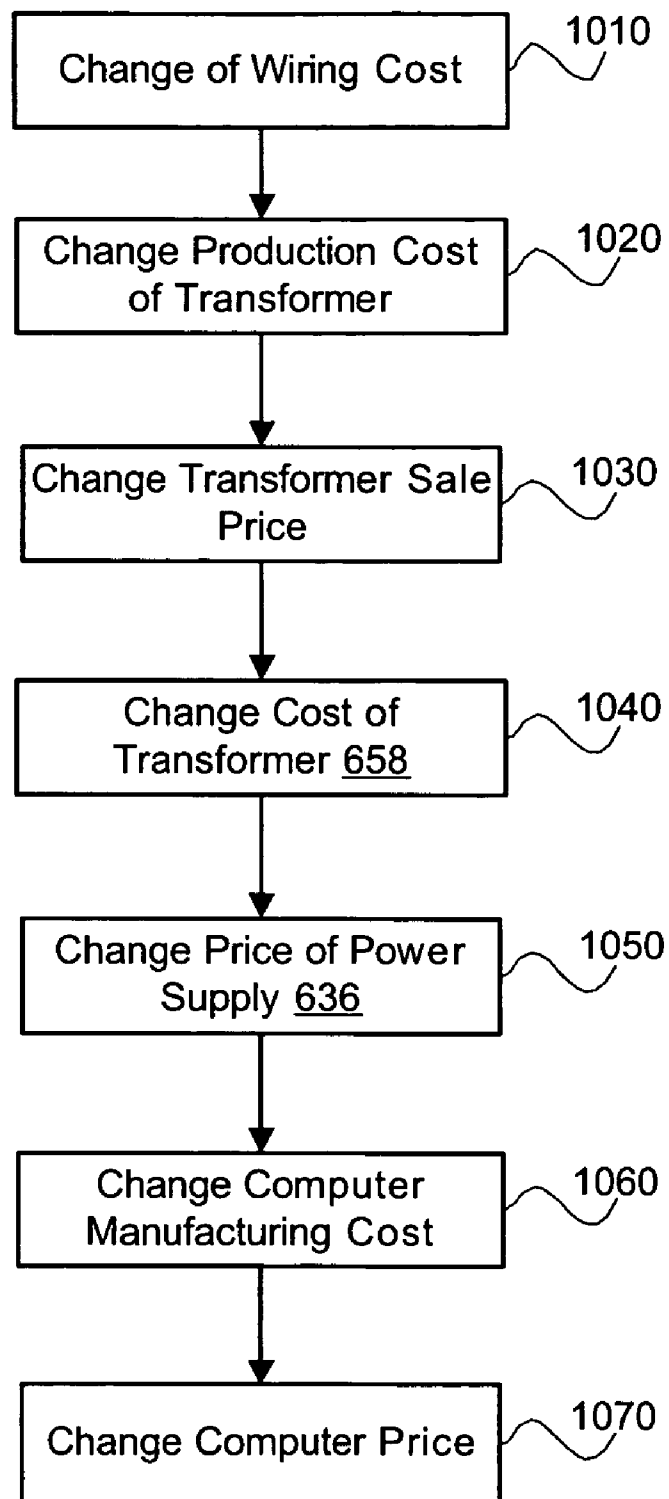 1010
Change of Wiring Cost
1020
Change Production Cost
of Transformer
1030
Change Transformer Sale
Price
1040
Change Cost of
Transformer 658
1050
Change Price of Power
Supply 636
1060
Change Computer
Manufacturing Cost
1070
Change Computer Price